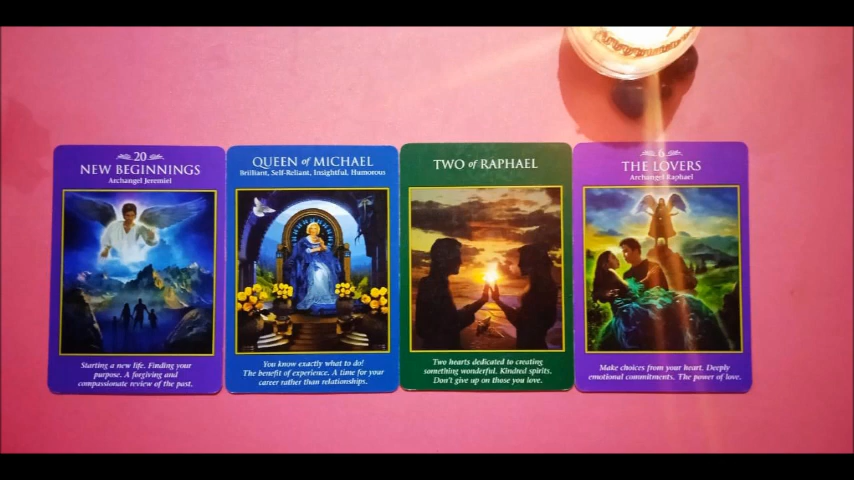 20
NEW BEGINNINGS
Archangel Jeremiel
Starting a new life. Finding your
purpose. A forgiving and
compassionate review of the past.
QUEEN of MICHAEL
Brilliant, Self-Reliant, Insightful, Humorous
You know exactly what to do!
The benefit of experience. A time for your
career rather than relationships.
TWO of RAPHAEL
Two hearts dedicated to creating
something wonderful. Kindred spirits.
Don't give up on those you love.
6
THE LOVERS
Archangel Raphael
Make choices from your heart. Deeply
emotional commitments. The power of love.